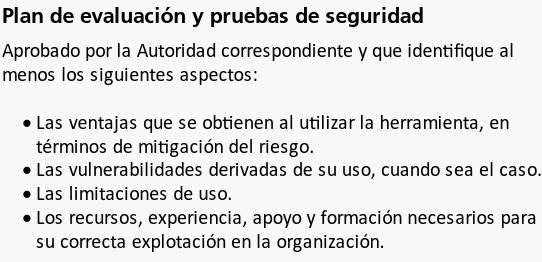 Plan de evaluación y pruebas de seguridad
Aprobado por la Autoridad correspondiente y que identifique al
menos los siguientes aspectos:
• Las ventajas que se obtienen al utilizar la herramienta, en
términos de mitigación del riesgo.
• Las vulnerabilidades derivadas de su uso, cuando sea el caso.
• Las limitaciones de uso.
• Los recursos, experiencia, apoyo y formación necesarios para
su correcta explotación en la organización.